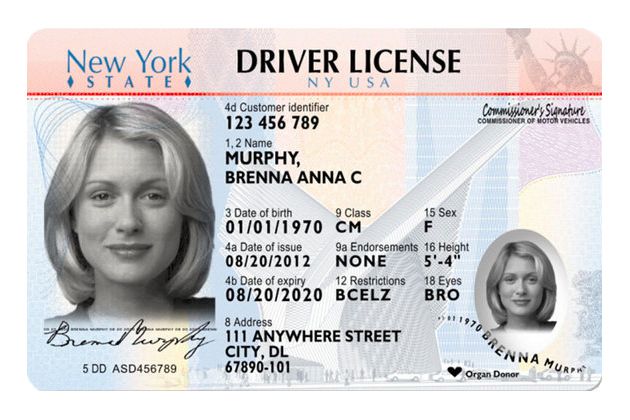 New York
STATE
DRIVER LICENSE
NY USA
4d Customer identifier
123 456 789
Commissioner's Signature
COMMISSIONER OF MOTOR VEHICLES
1, 2 Name
MURPHY,
BRENNA ANNA C
3 Date of birth 9 Class 15 Sex
01/01/1970 CM F
4a Date of issue 9a Endorsements 16 Height
08/20/2012 NONE 5'-4"
4b Date of expiry 12 Restrictions 18 Eyes
08/20/2020 BCELZ BRO
8 Address
111 ANYWHERE STREET
CITY, DL
67890-101
Brenna Murphy
5 DD ASD456789
1970 BRENNA MURPH
Organ Donor